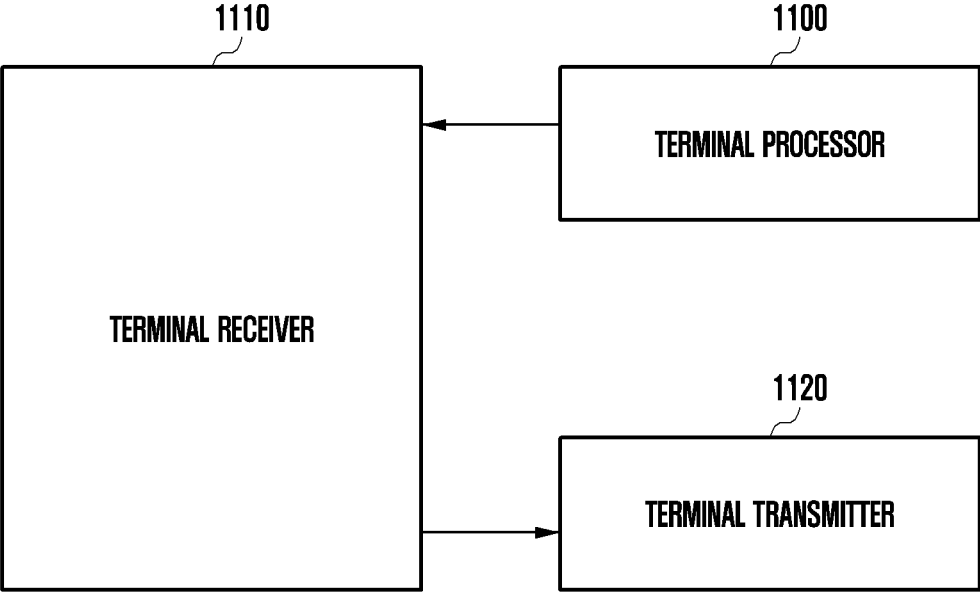 1110
1100
TERMINAL PROCESSOR
TERMINAL RECEIVER
1120
TERMINAL TRANSMITTER